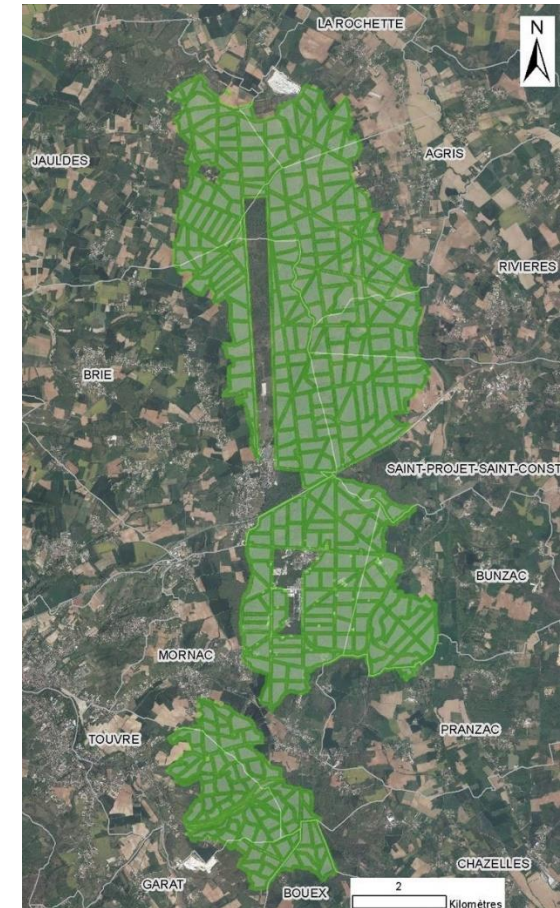 LA ROCHETTE
N
JAULDES
AGRIS
RIVIERES
BRIE
SAINT-PROJET-SAINT-CONST
BUNZAC
MORNAC
PRANZAC
TOUVRE
CHAZELLES
GARAT
BOUEX
2
Kilomètres